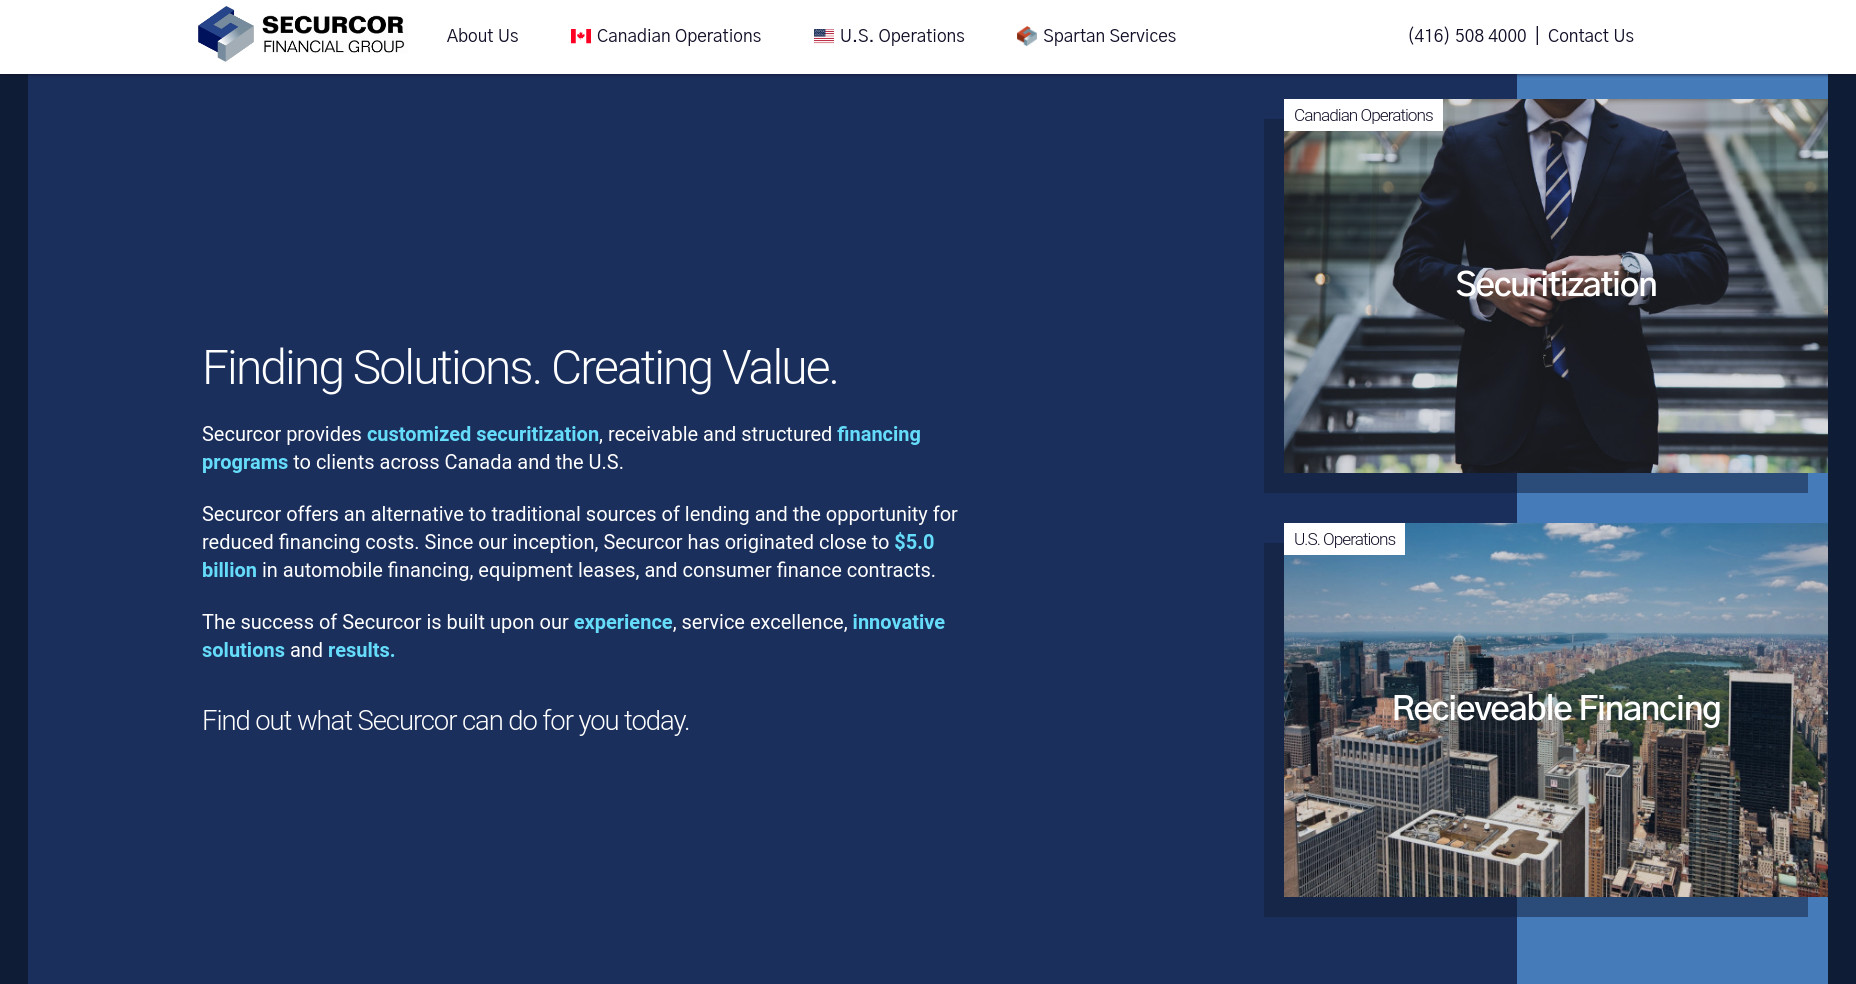 SECURCOR
FINANCIAL GROUP
About Us
Canadian Operations
U.S. Operations
Spartan Services
(416) 508 4000 | Contact Us
Canadian Operations
Securitization
Finding Solutions. Creating Value.
Securcor provides customized securitization, receivable and structured financing
programs to clients across Canada and the U.S.
Securcor offers an alternative to traditional sources of lending and the opportunity for
reduced financing costs. Since our inception, Securcor has originated close to $5.0
billion in automobile financing, equipment leases, and consumer finance contracts.
The success of Securcor is built upon our experience, service excellence, innovative
solutions and results.
Find out what Securcor can do for you today.
U.S. Operations
Recieveable Financing